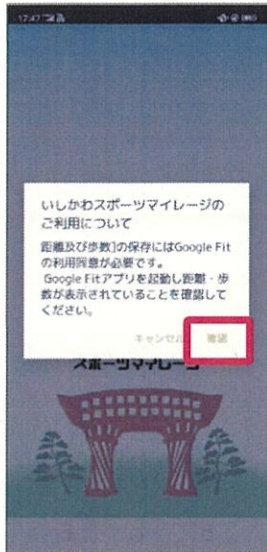 17:47
いしかわスポーツマイレージの
ご利用について
距離及び歩数]の保存にはGoogle Fit
の利用同意が必要です。
Google Fitアプリを起動し距離・歩
数が表示されていることを確認して
ください。
キャンセル 確認
スポーツマイレージ